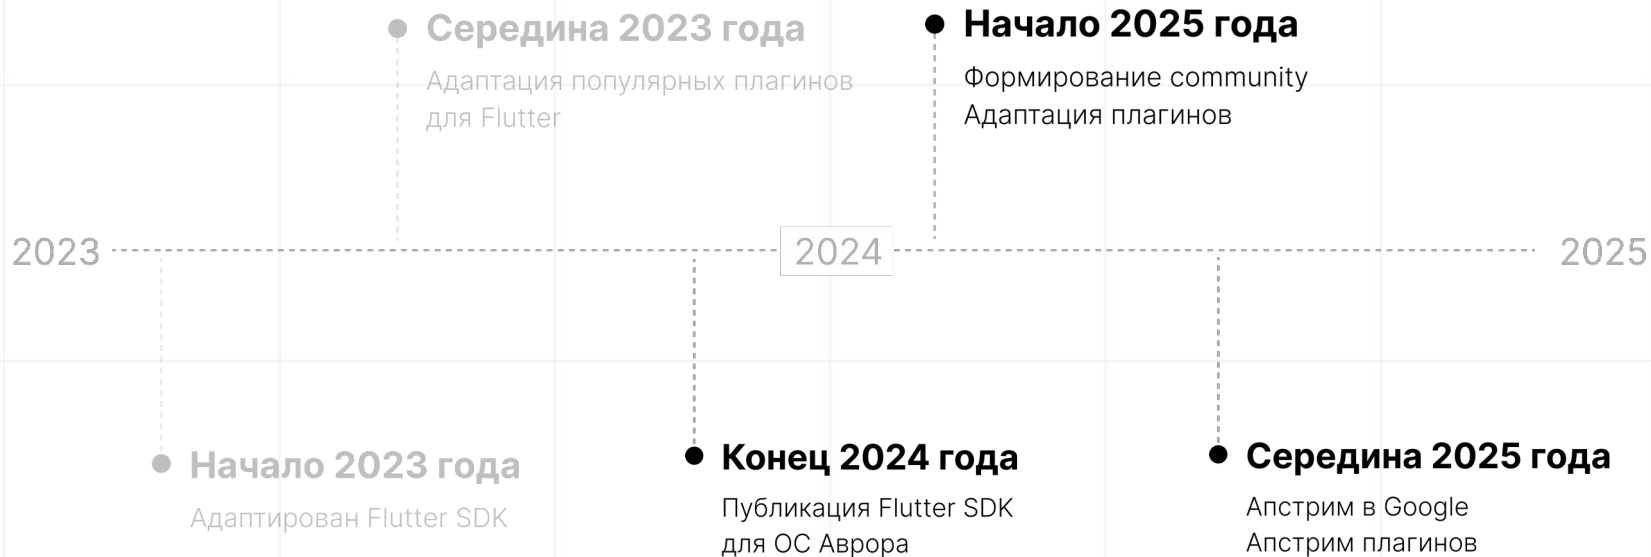 Середина 2023 года
Адаптация популярных плагинов
для Flutter
Начало 2025 года
Формирование community
Адаптация плагинов
2023
2024
2025
Начало 2023 года
Адаптирован Flutter SDK
Конец 2024 года
Публикация Flutter SDK
для ОС Аврора
Середина 2025 года
Апстрим в Google
Апстрим плагинов